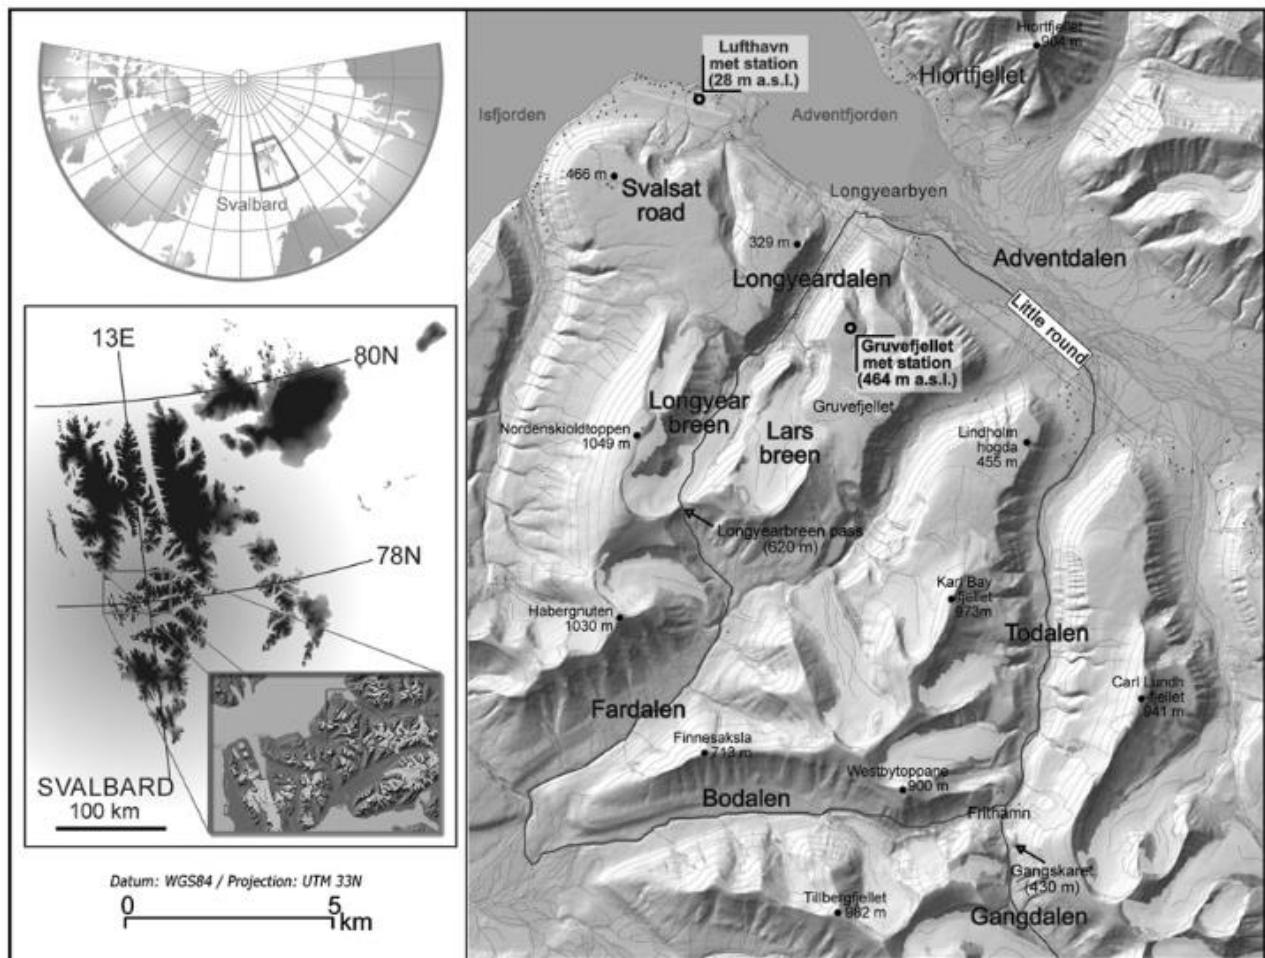 Svalbard
13E
80N
78N
SVALBARD
100 km
Datum: WGS84 / Projection: UTM 33N
0
5
km
Hiortfjellet
904 m
Hiortfjellet
Lufthavn
met station
(28 m a.s.l.)
Isfjorden
Adventfjorden
466 m
Svalsat
road
Longyearbyen
329 m
Longyeardalen
Adventdalen
Little round
Gruvefjellet
met station
(464 m a.s.l.)
Longyear
breen
Gruvefjellet
Nordenskioldtoppen
1049 m
Lars
breen
Lindholm
hogda
455 m
Longyearbreen pass
(620 m)
Karl Bay
fjellet
973m
Habergnuten
1030 m
Todalen
Carl Lundh
fjellet
941 m
Fardalen
Finnesaksla
713 m
Westbytoppane
900 m
Bodalen
Frithamn
Gangskaret
(430 m)
Tillbergfjellet
982 m
Gangdalen